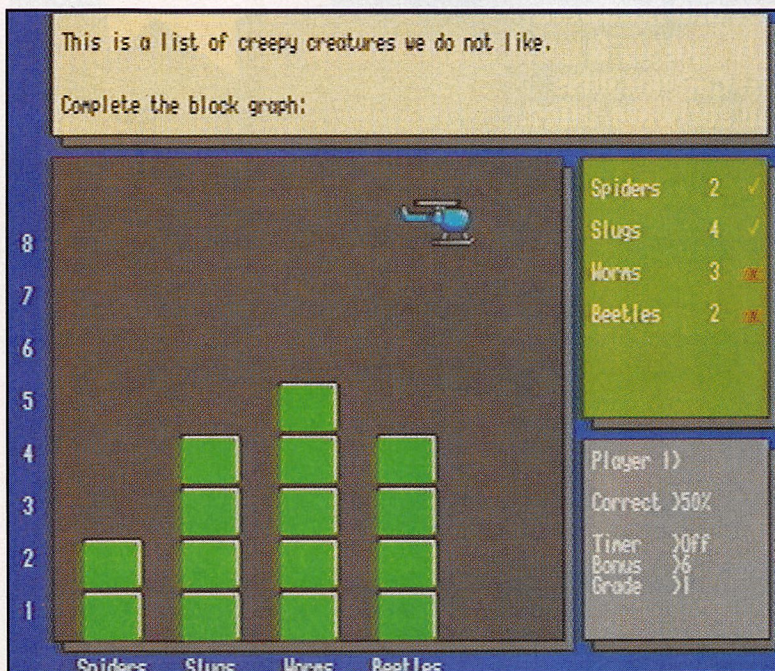 This is a list of creepy creatures we do not like.
Complete the block graph:
8
7
6
5
4
3
2
1
Spiders Slugs Worms Beetles
Spiders 2 ✓
Slugs 4 ✓
Worms 3
Beetles 2
Player 1>
Correct >50%
Timer >Off
Bonus >6
Grade >1